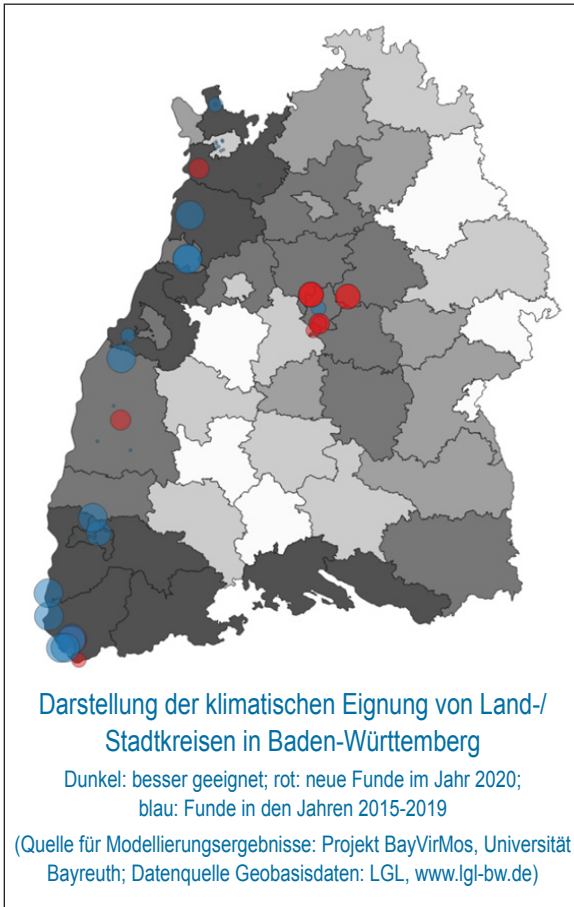 Darstellung der klimatischen Eignung von Land-/
Stadtkreisen in Baden-Württemberg
Dunkel: besser geeignet; rot: neue Funde im Jahr 2020;
blau: Funde in den Jahren 2015-2019
(Quelle für Modellierungsergebnisse: Projekt BayVirMos, Universität
Bayreuth; Datenquelle Geobasisdaten: LGL, www.lgl-bw.de)